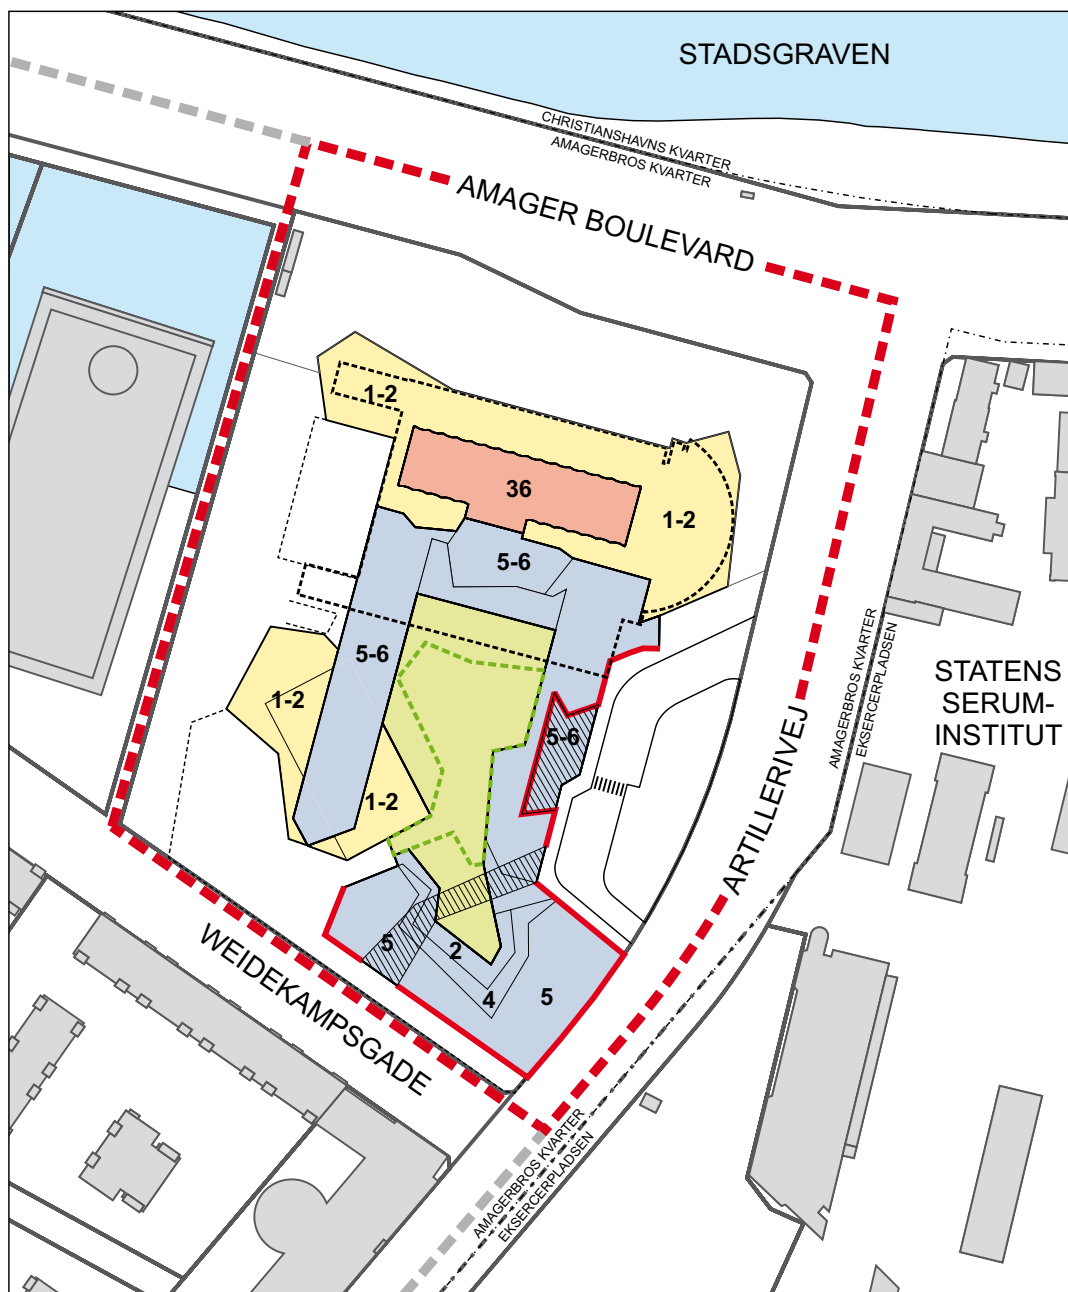 STADSGRAVEN
CHRISTIANSHAVNS KVARTER
AMAGERBROS KVARTER
AMAGER BOULEVARD
1-2
36
1-2
5-6
5-6
1-2
5-6
1-2
AMAGERBROS KVARTER
EKSERCERPLADSEN
STATENS
SERUM-
INSTITUT
ARTILLERIVEJ
5
2
4
5
WEIDEKAMPSGADE
AMAGERBROS KVARTER
EKSERCERPLADSEN